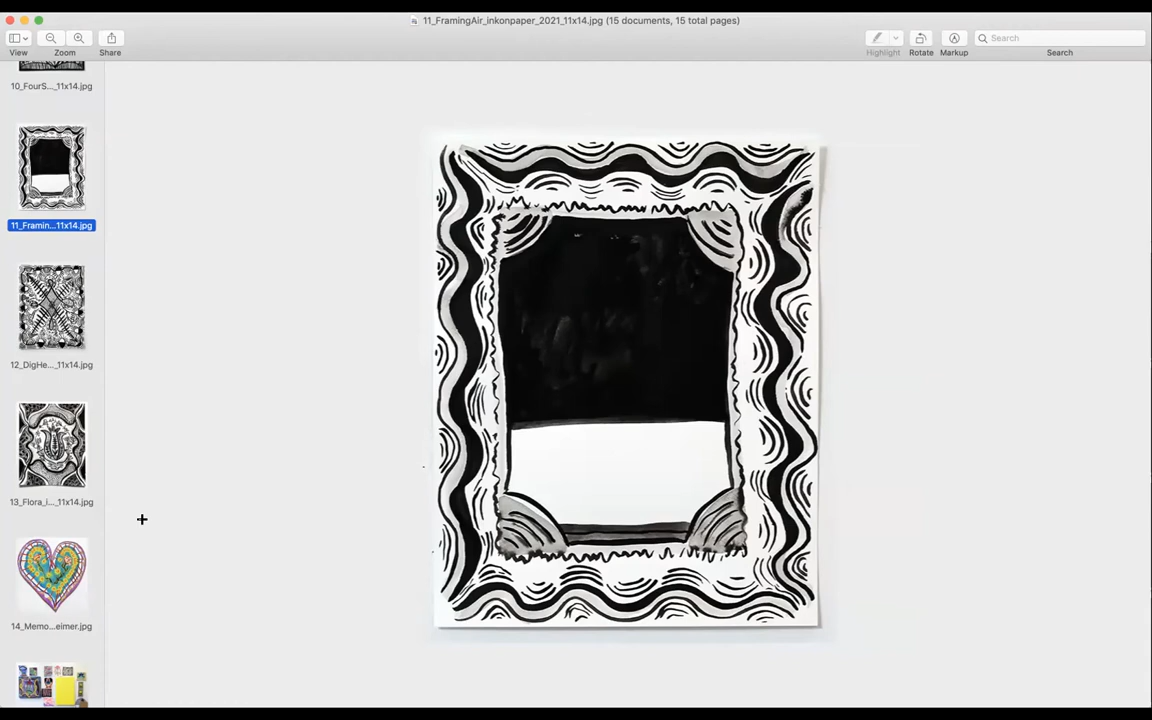 11_FramingAir_inkonpaper_2021_11x14.jpg (15 documents, 15 total pages)
Search
View
Zoom
Share
Highlight
Rotate
Markup
Search
10_FourS..._11x14.jpg
11_Framin...11x14.jpg
12_DigHe..._11x14.jpg
13_Flora_i..._11x14.jpg
14_Memo...eimer.jpg